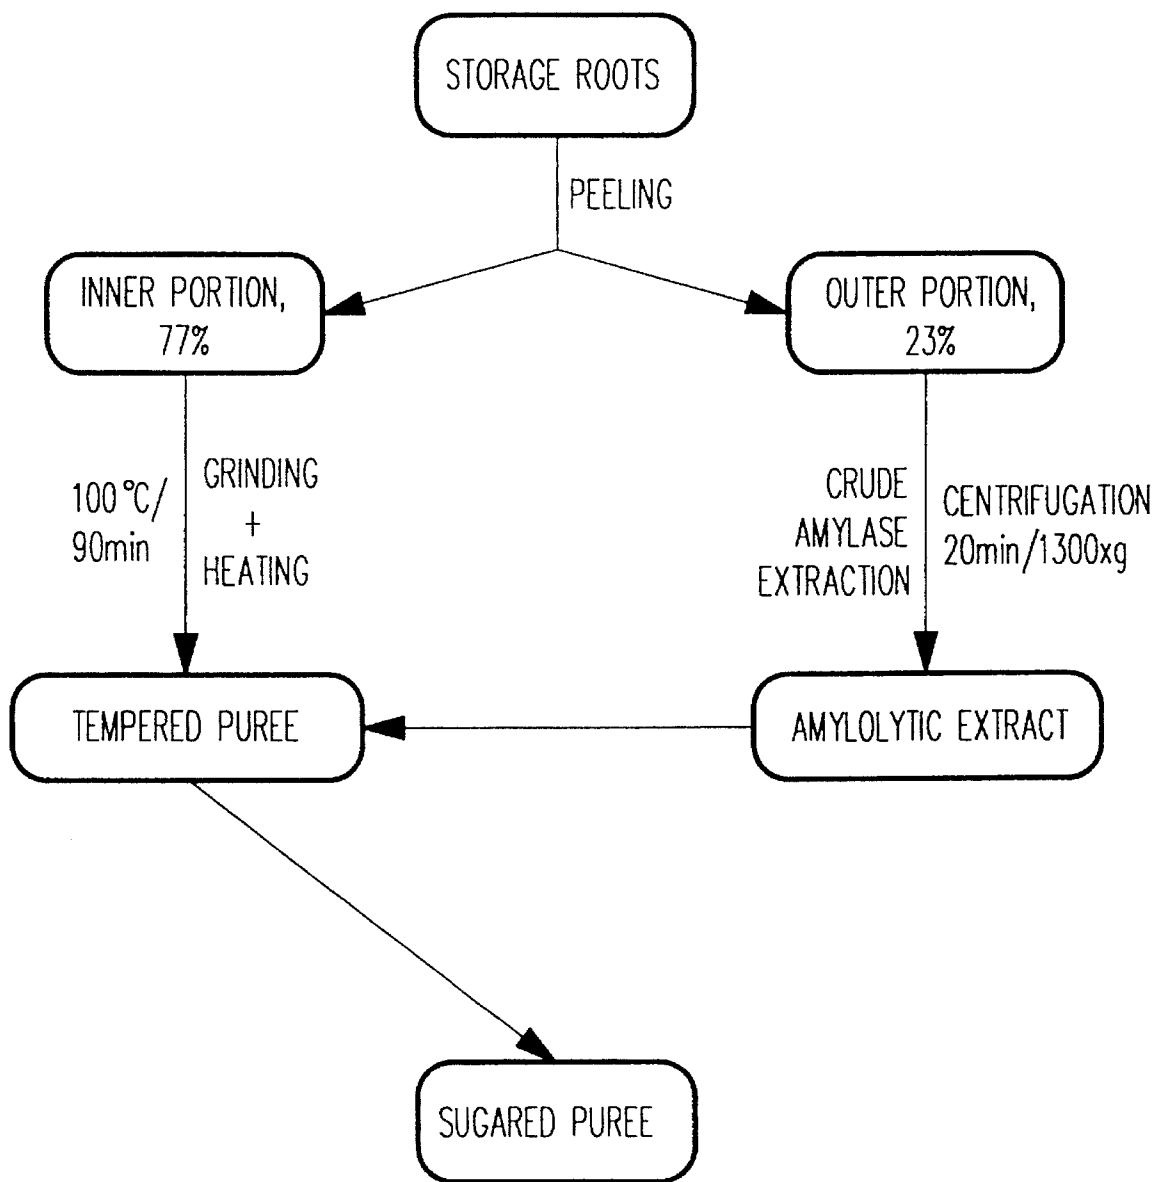 STORAGE ROOTS
PEELING
INNER PORTION,
77%
OUTER PORTION,
23%
100°C/
90min
GRINDING
+
HEATING
CRUDE
AMYLASE
EXTRACTION
CENTRIFUGATION
20min/1300xg
TEMPERED PUREE
AMYLOLYTIC EXTRACT
SUGARED PUREE